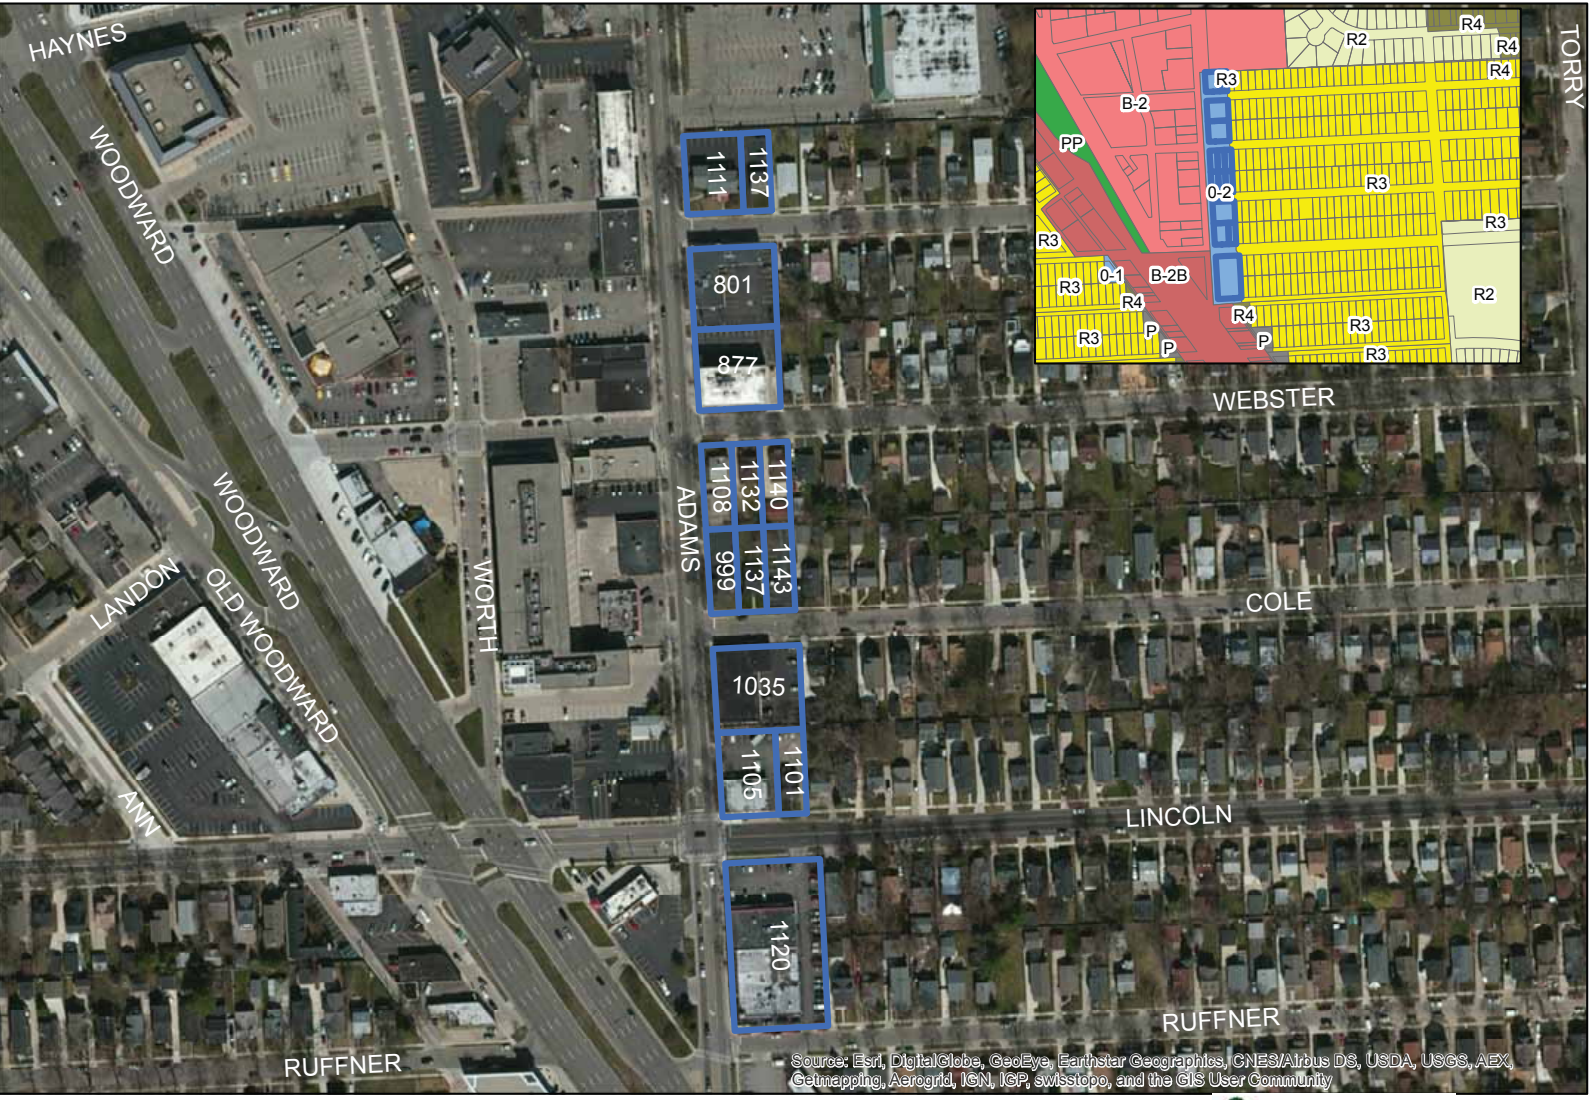 HAYNES
WOODWARD
TORRY
R4
R2
R4
R3
R4
B-2
PP
R3
0-2
R3
R3
0-1
B-2B
R3
R2
R4
R4
R3
P
P
R3
P
R3
1111
1137
801
877
WEBSTER
1108
1132
1140
WOODWARD
ADAMS
999
1137
1143
LANDON
OLD WOODWARD
WORTH
COLE
1035
1105
1101
ANN
LINCOLN
1120
RUFFNER
RUFFNER
Source: Esri, DigitalGlobe, GeoEye, Earthstar Geographics, CNES/Airbus DS, USDA, USGS, AEX,
Getmapping, Aerogrid, IGN, IGP, swisstopo, and the GIS User Community